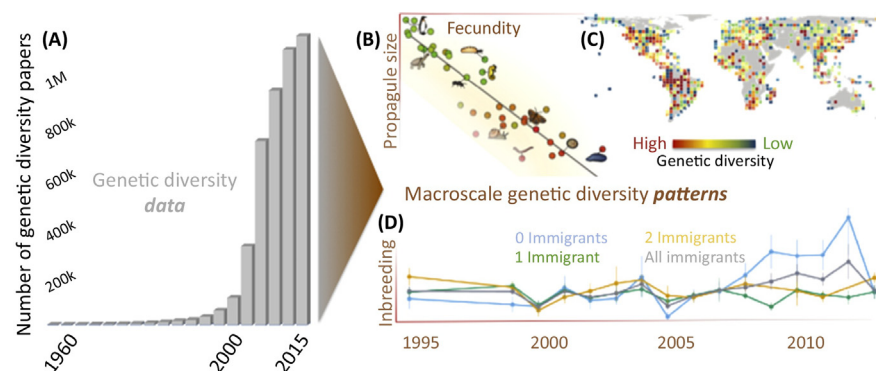 (A)
Number of genetic diversity papers
1M
800k
600k
400k
200k
Genetic diversity
data
1960
2000
2015
(B)
Fecundity
Propagule size
(C)
High
Low
Genetic diversity
Macroscale genetic diversity patterns
(D)
Inbreeding
0 Immigrants
2 Immigrants
1 Immigrant
All immigrants
1995
2000
2005
2010